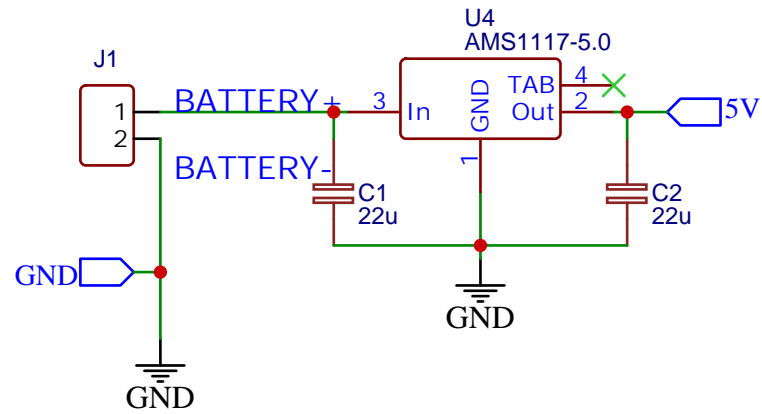 U4
AMS1117-5.0
J1
1
2
BATTERY+
BATTERY-
3
In
GND
1
TAB
Out
4
2
5V
C1
22u
C2
22u
GND
GND
GND